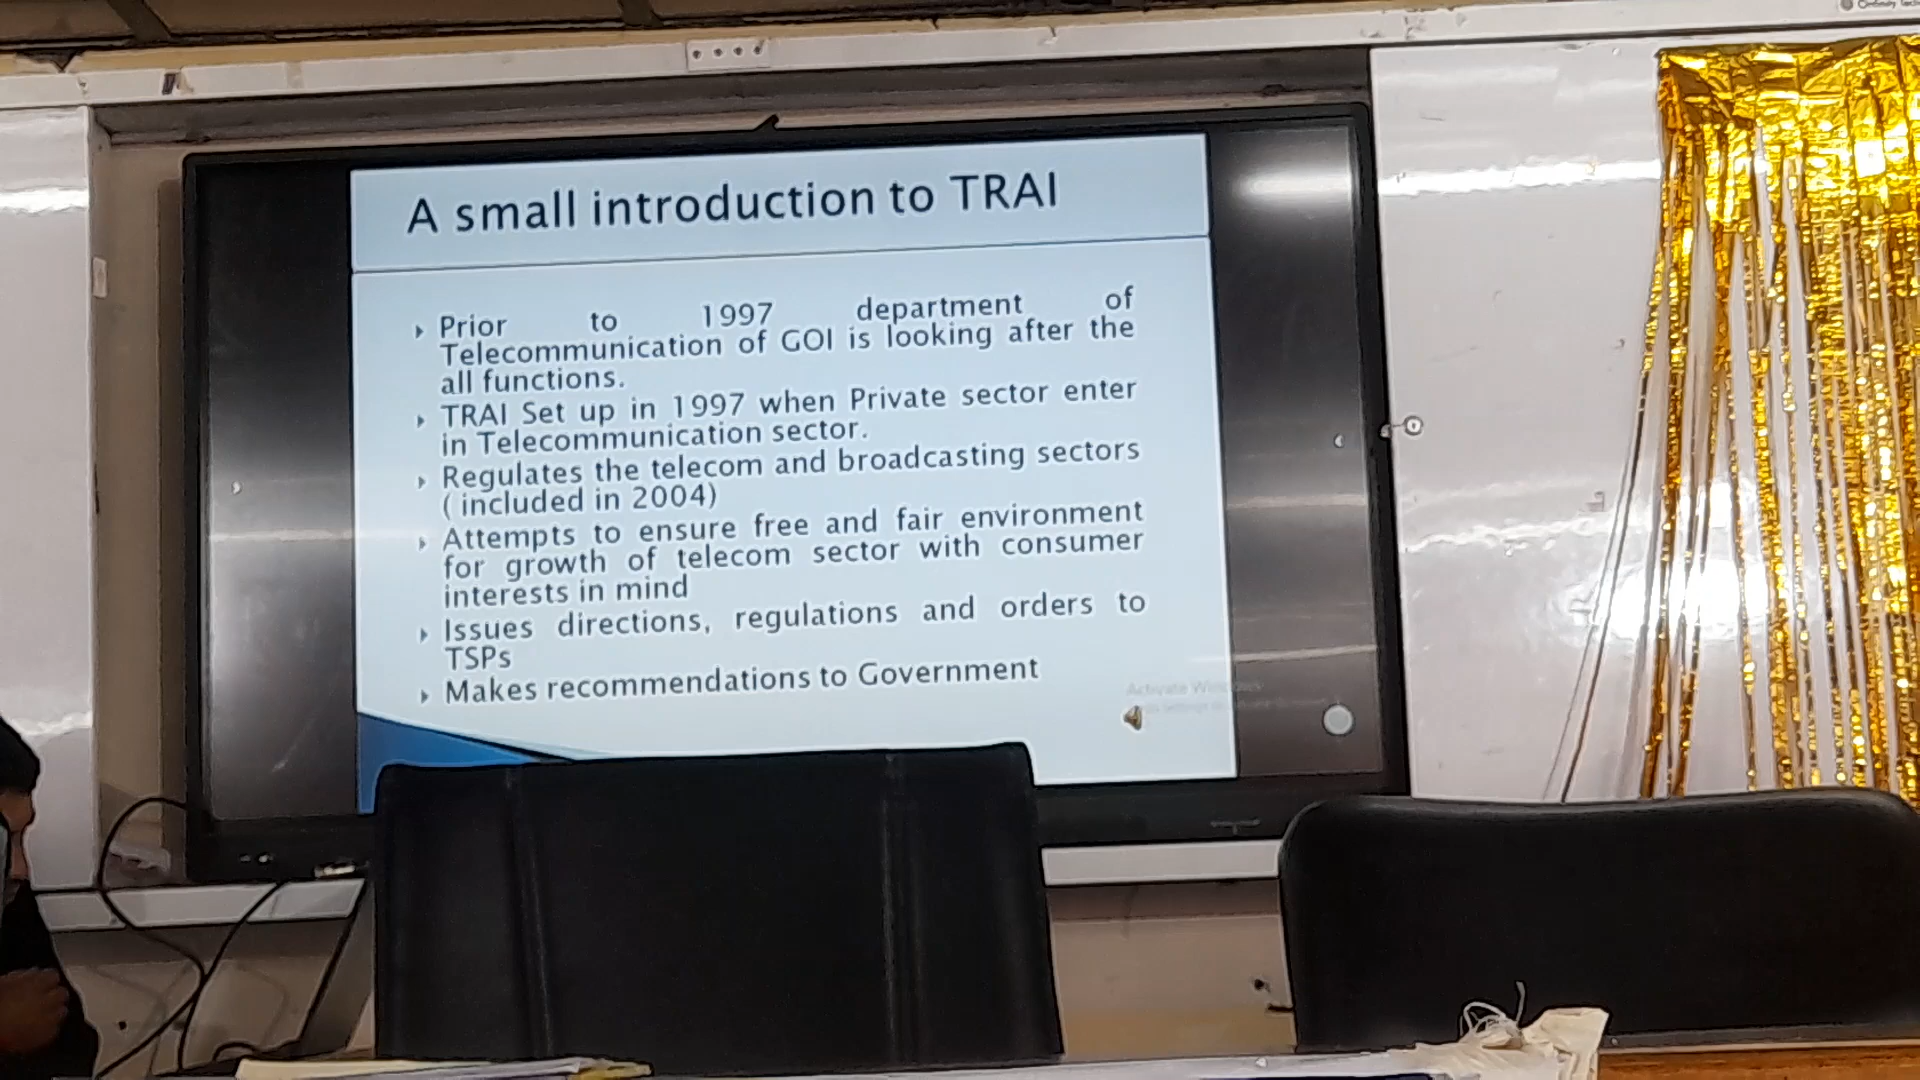 A small introduction to TRAI
Prior to 1997 department of
Telecommunication of GOI is looking after the
all functions.
TRAI Set up in 1997 when Private sector enter
in Telecommunication sector.
Regulates the telecom and broadcasting sectors
( included in 2004)
Attempts to ensure free and fair environment
for growth of telecom sector with consumer
interests in mind
Issues directions, regulations and orders to
TSPs
Makes recommendations to Government
Activate Windows